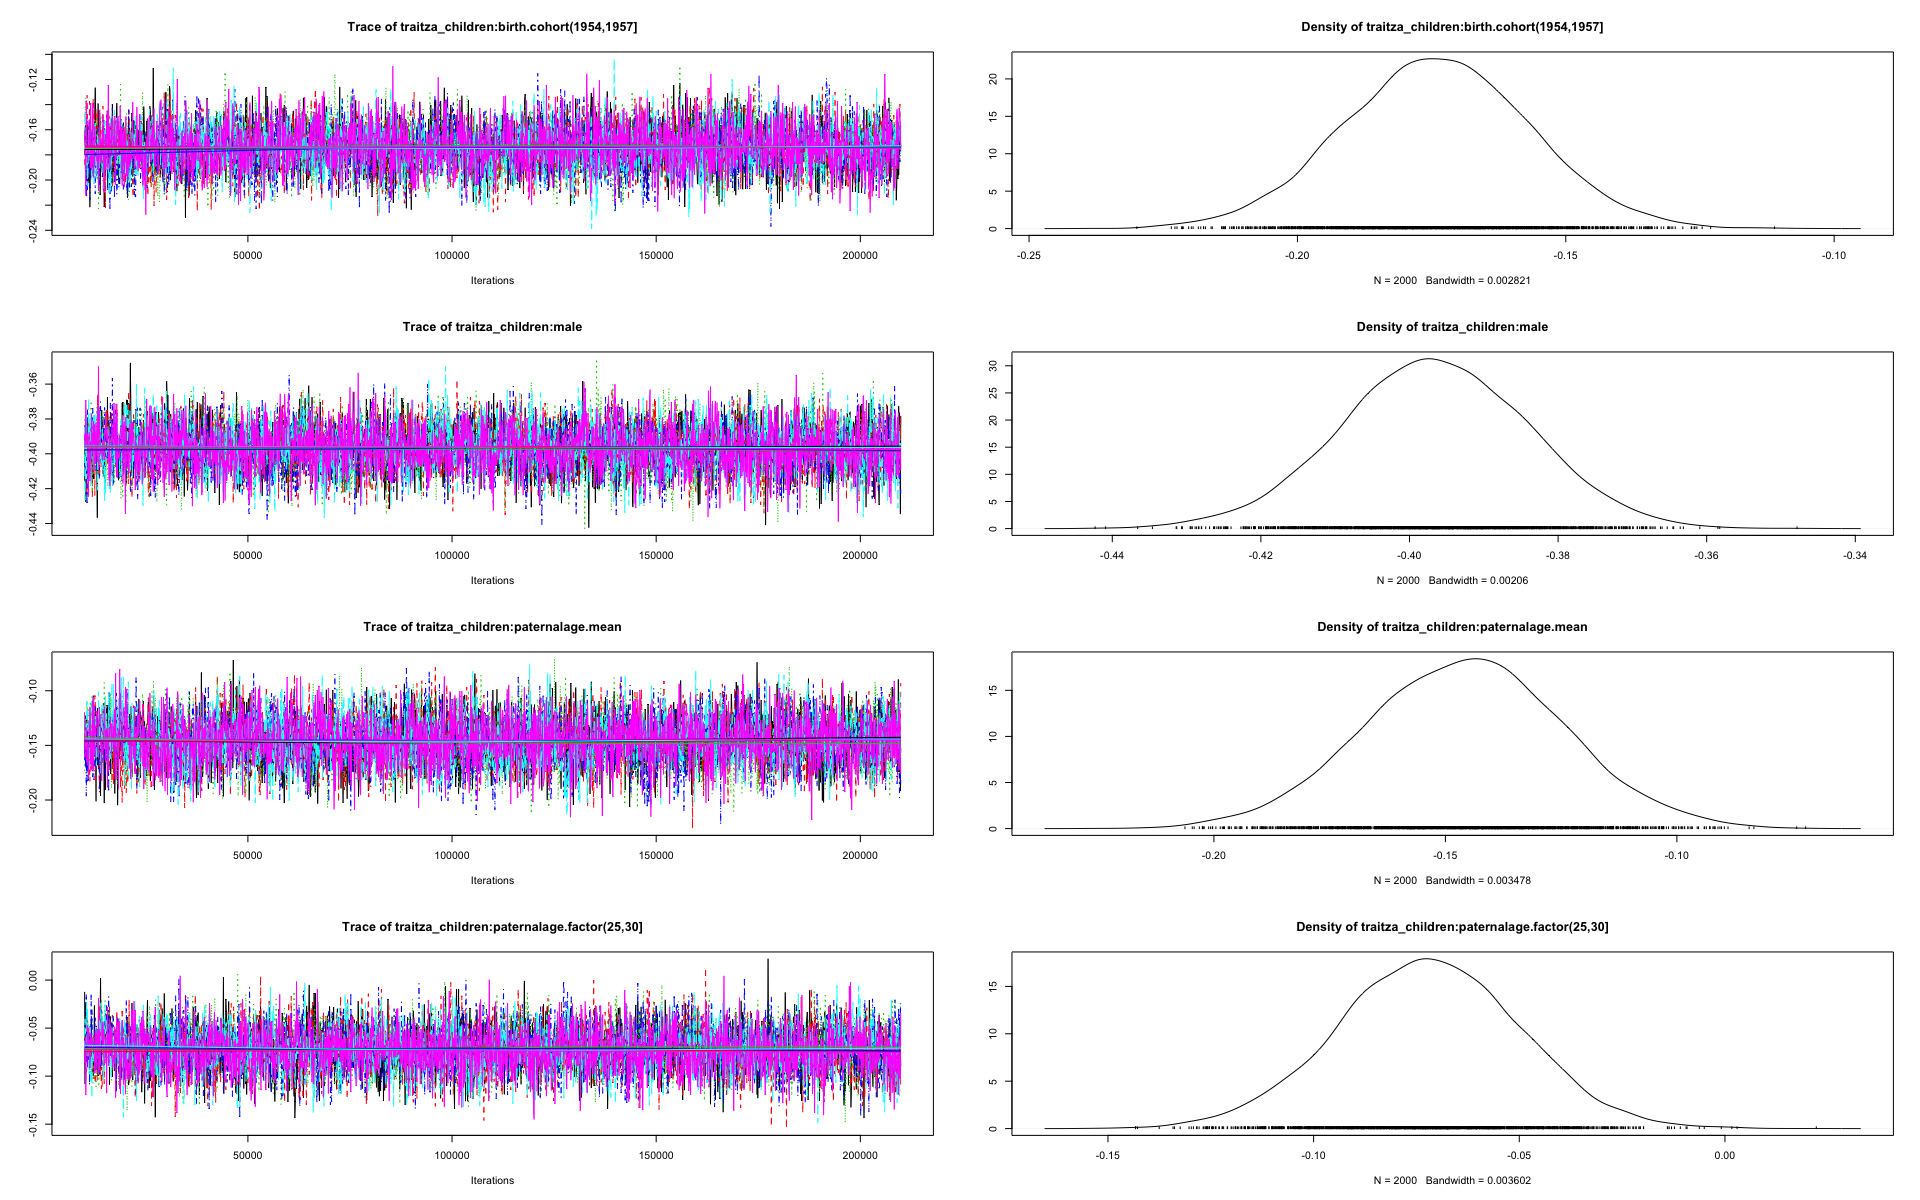 Trace of traitza_children:birth.cohort(1954,1957]
-0.24 -0.20 -0.16 -0.12
50000 100000 150000 200000
Iterations
Density of traitza_children:birth.cohort(1954,1957]
0 5 10 15 20
-0.25 -0.20 -0.15 -0.10
N = 2000 Bandwidth = 0.002821
Trace of traitza_children:male
-0.44 -0.42 -0.40 -0.38 -0.36
50000 100000 150000 200000
Iterations
Density of traitza_children:male
0 5 10 15 20 25 30
-0.44 -0.42 -0.40 -0.38 -0.36 -0.34
N = 2000 Bandwidth = 0.00206
Trace of traitza_children:paternalage.mean
-0.20 -0.15 -0.10
50000 100000 150000 200000
Iterations
Density of traitza_children:paternalage.mean
0 5 10 15
-0.20 -0.15 -0.10
N = 2000 Bandwidth = 0.003478
Trace of traitza_children:paternalage.factor(25,30]
-0.15 -0.10 -0.05 0.00
50000 100000 150000 200000
Iterations
Density of traitza_children:paternalage.factor(25,30]
0 5 10 15
-0.15 -0.10 -0.05 0.00
N = 2000 Bandwidth = 0.003602